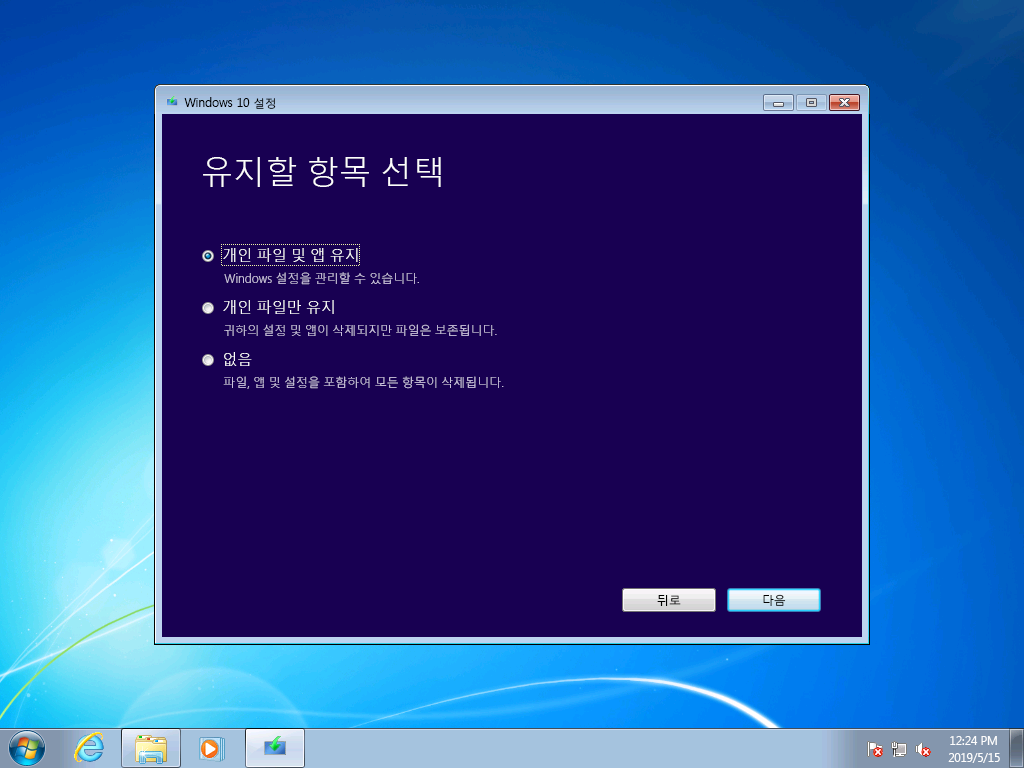 Windows 10 설정
유지할 항목 선택
개인 파일 및 앱 유지
Windows 설정을 관리할 수 있습니다.
개인 파일만 유지
귀하의 설정 및 앱이 삭제되지만 파일은 보존됩니다.
없음
파일, 앱 및 설정을 포함하여 모든 항목이 삭제됩니다.
뒤로
다음
12:24 PM
2019/5/15